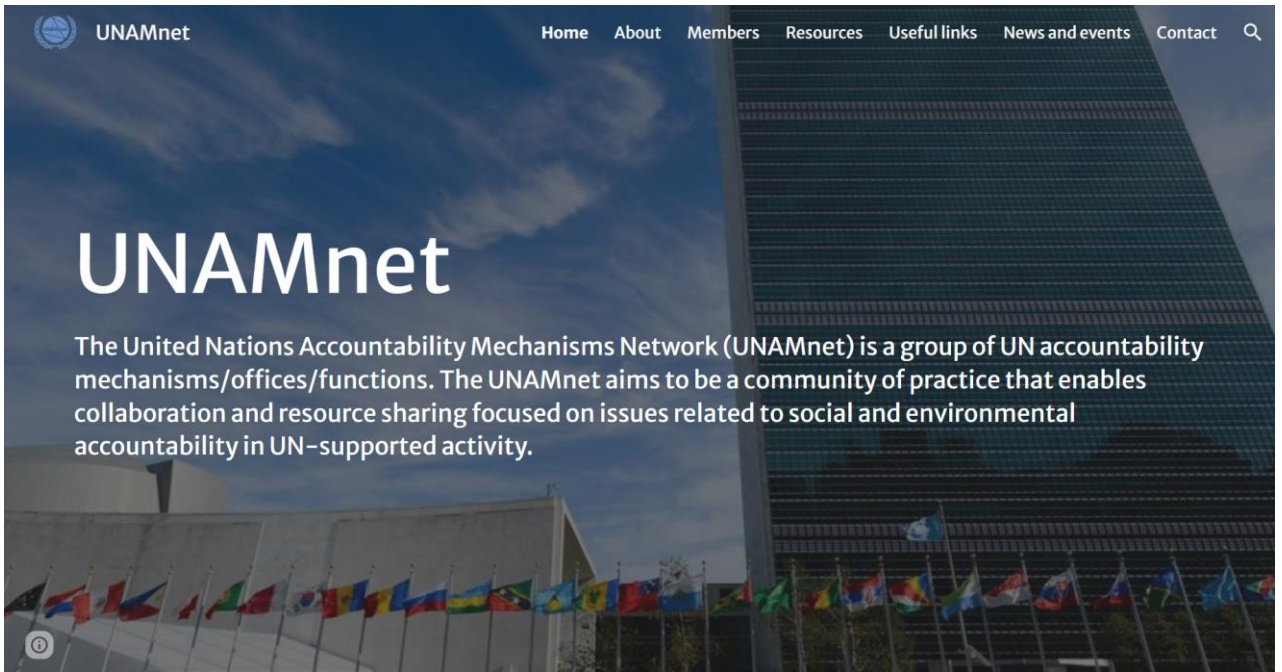 UNAMnet
Home About Members Resources Useful links News and events Contact
UNAMnet
The United Nations Accountability Mechanisms Network (UNAMnet) is a group of UN accountability
mechanisms/offices/functions. The UNAMnet aims to be a community of practice that enables
collaboration and resource sharing focused on issues related to social and environmental
accountability in UN-supported activity.